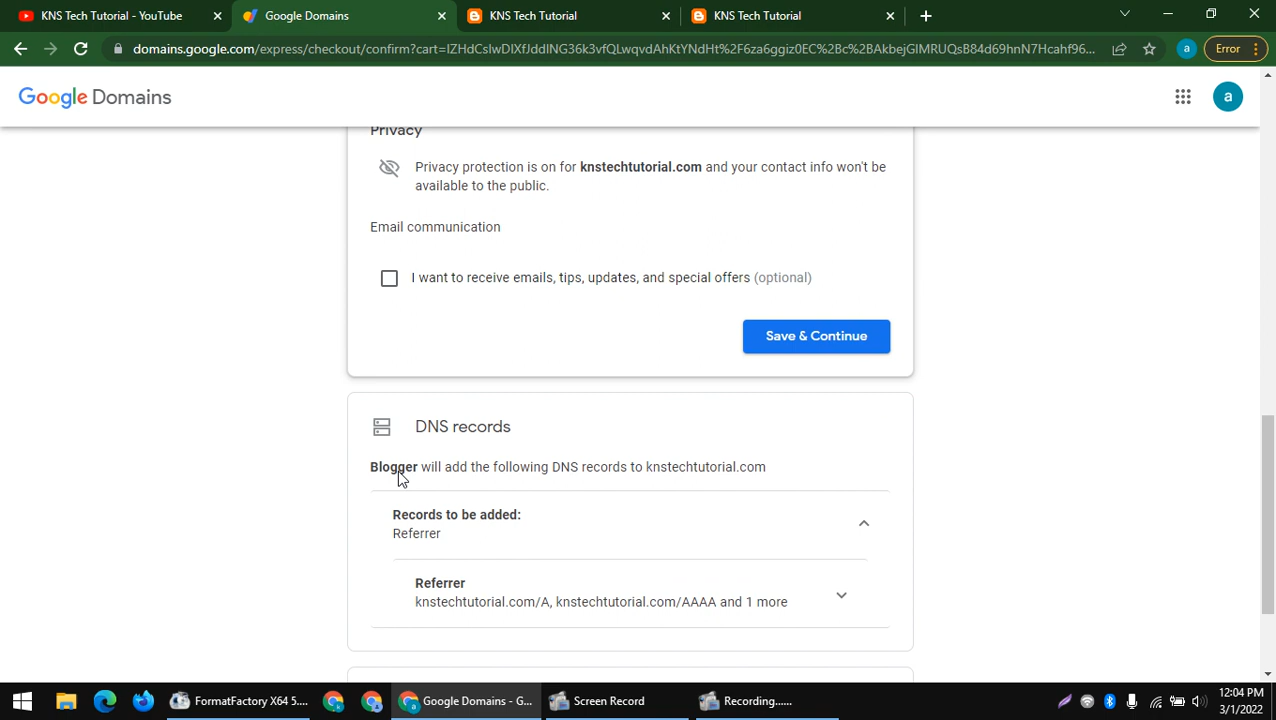 KNS Tech Tutorial - YouTube
Google Domains
KNS Tech Tutorial
KNS Tech Tutorial
domains.google.com/express/checkout/confirm?cart=IZHdCsIwDIXfJddlNG36k3vfQLwqvdAhKtYNdHt%2F6za6ggiz0EC%2Bc%2BAkbejGIMRUQsB84d69hnN7Hcahf96...
a
Error
Google Domains
a
Privacy
Privacy protection is on for knstechtutorial.com and your contact info won't be
available to the public.
Email communication
I want to receive emails, tips, updates, and special offers (optional)
Save & Continue
DNS records
Blogger will add the following DNS records to knstechtutorial.com
Records to be added:
Referrer
Referrer
knstechtutorial.com/A, knstechtutorial.com/AAAA and 1 more
FormatFactory X64 5....
Google Domains - G...
Screen Record
Recording......
12:04 PM
3/1/2022